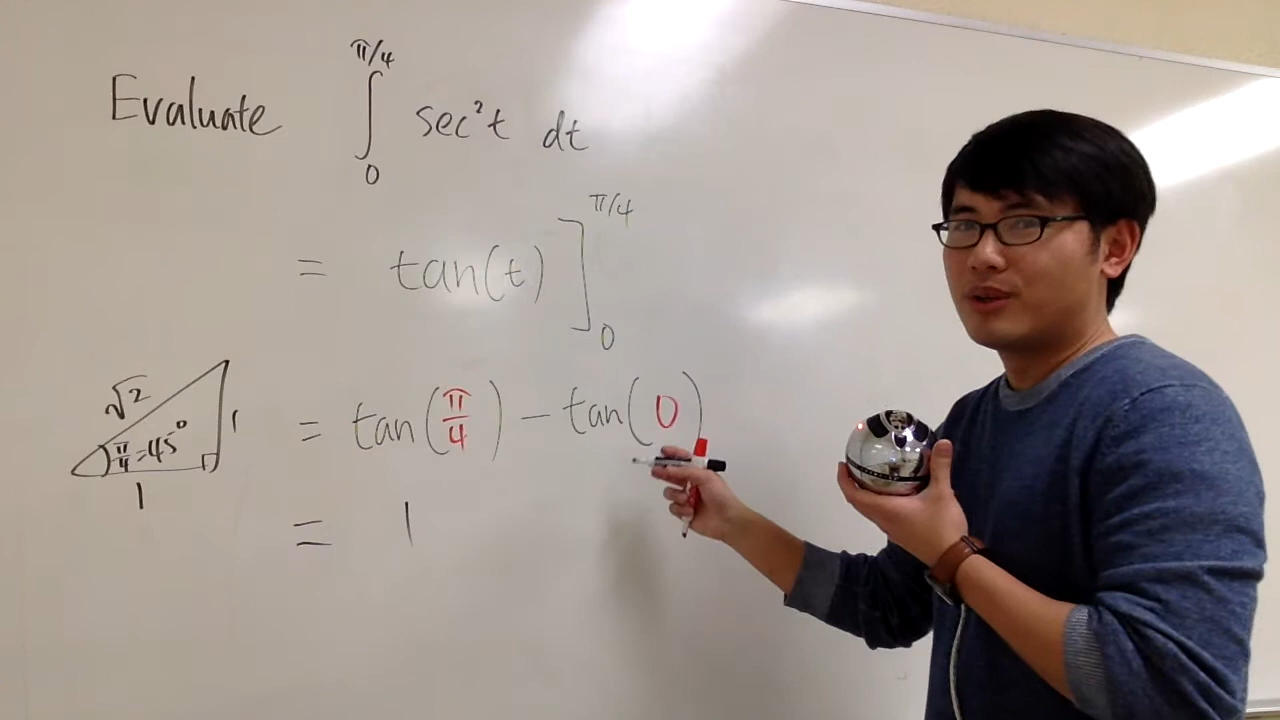 Evaluate ∫₀^π/4 sec²t dt
= tan(t) ]₀^π/4
= tan(π/4) − tan(0)
= 1
√2
1
π/4=45°
1